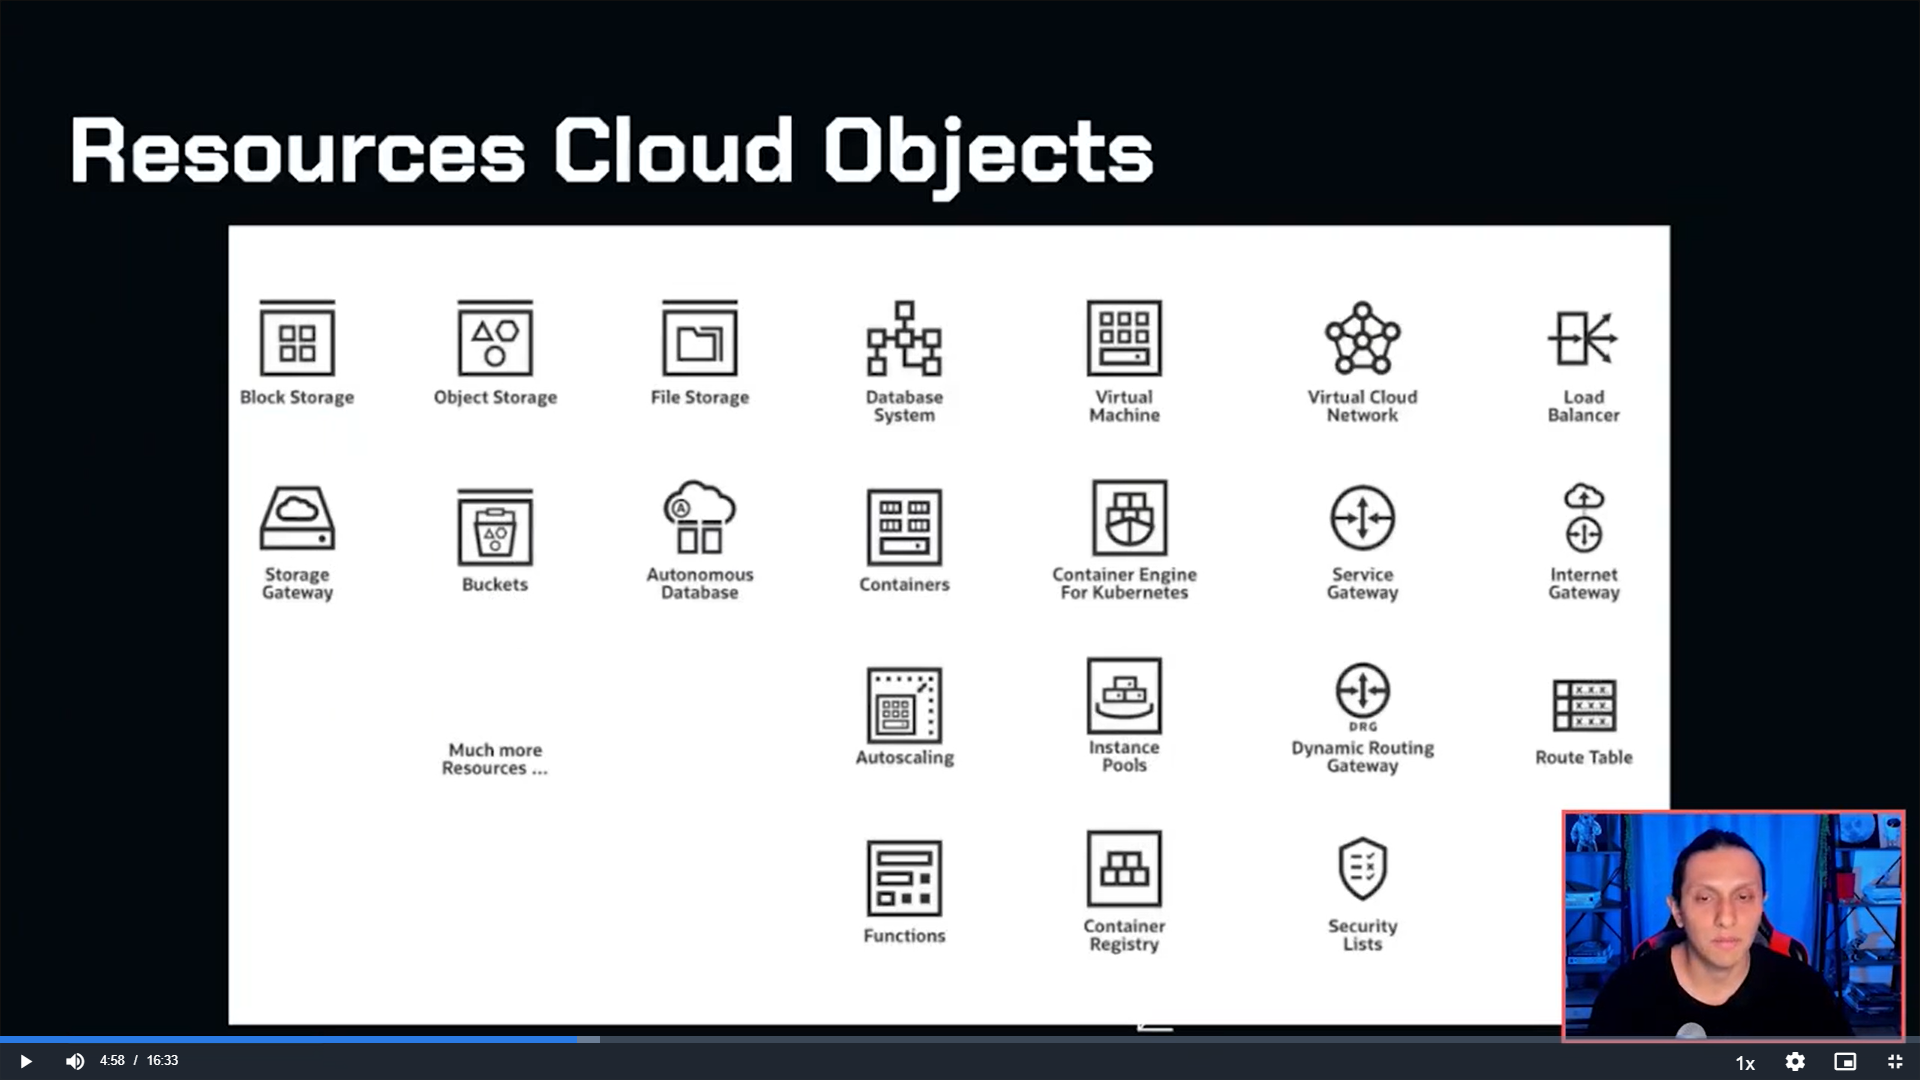 Resources Cloud Objects
Block Storage
Object Storage
File Storage
Database
System
Virtual
Machine
Virtual Cloud
Network
Load
Balancer
Storage
Gateway
Buckets
A
Autonomous
Database
Containers
Container Engine
For Kubernetes
Service
Gateway
Internet
Gateway
Much more
Resources ...
Autoscaling
Instance
Pools
DRG
Dynamic Routing
Gateway
X.X.X.
X.X.X.
X.X.X.
Route Table
Functions
Container
Registry
Security
Lists
4:58 / 16:33
1x